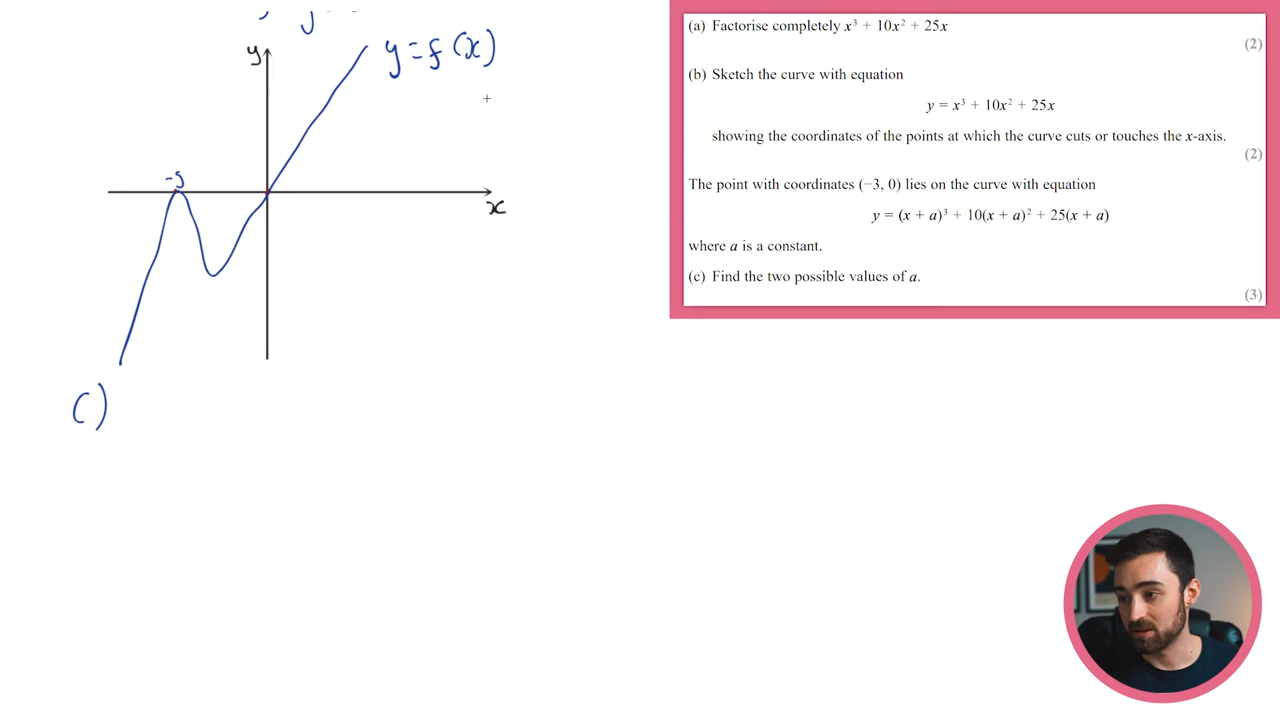 y
y = f(x)
-5
x
c)
(a) Factorise completely x³ + 10x² + 25x
(2)
(b) Sketch the curve with equation
y = x³ + 10x² + 25x
showing the coordinates of the points at which the curve cuts or touches the x-axis.
(2)
The point with coordinates (−3, 0) lies on the curve with equation
y = (x + a)³ + 10(x + a)² + 25(x + a)
where a is a constant.
(c) Find the two possible values of a.
(3)